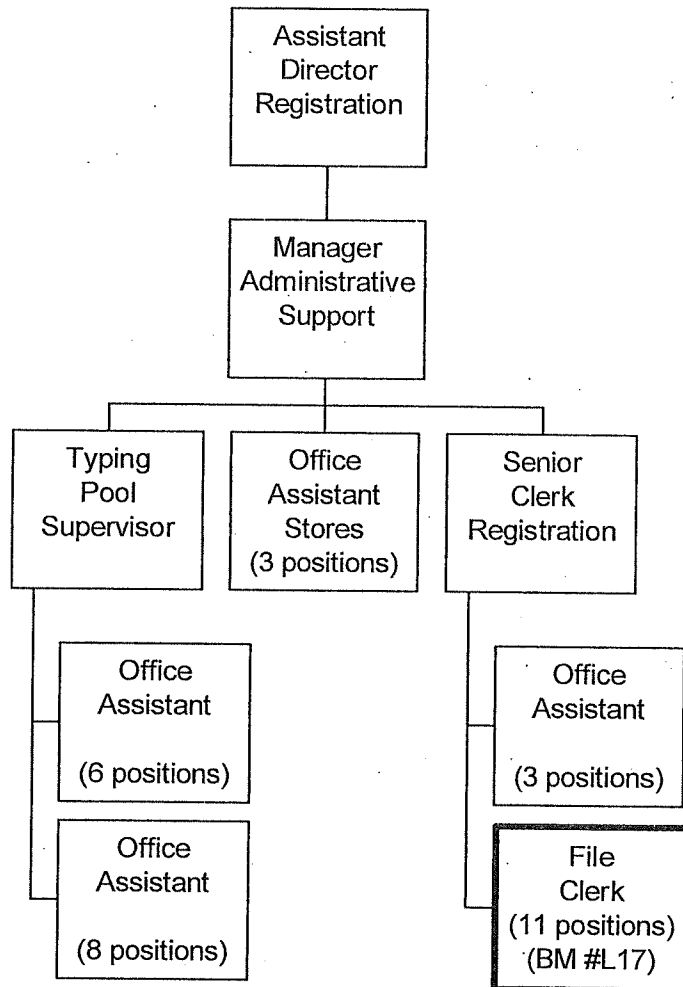 Assistant
Director
Registration
Manager
Administrative
Support
Typing
Pool
Supervisor
Office
Assistant
Stores
(3 positions)
Senior
Clerk
Registration
Office
Assistant
(6 positions)
Office
Assistant
(8 positions)
Office
Assistant
(3 positions)
File
Clerk
(11 positions)
(BM #L17)